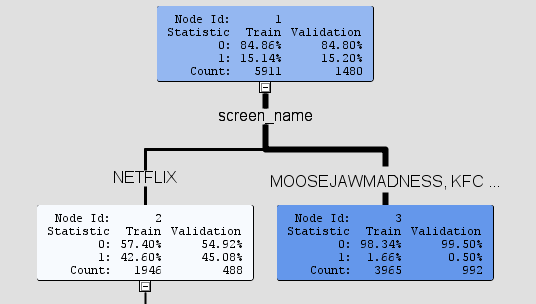 Node Id: 1
Statistic Train Validation
0: 84.86% 84.80%
1: 15.14% 15.20%
Count: 5911 1480
screen_name
NETFLIX
MOOSEJAWMADNESS, KFC ...
Node Id: 2
Statistic Train Validation
0: 57.40% 54.92%
1: 42.60% 45.08%
Count: 1946 488
Node Id: 3
Statistic Train Validation
0: 98.34% 99.50%
1: 1.66% 0.50%
Count: 3965 992